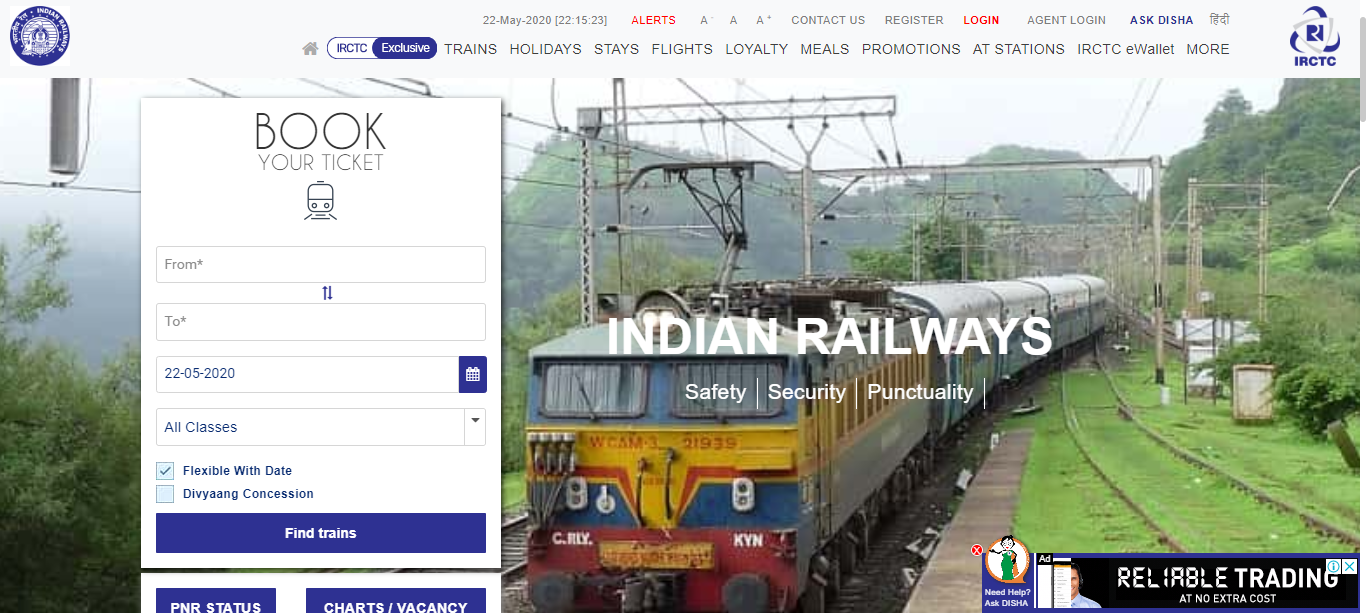 22-May-2020 [22:15:23] ALERTS A- A A+ CONTACT US REGISTER LOGIN AGENT LOGIN ASK DISHA हिंदी
भारतीय रेल INDIAN RAILWAYS
IRCTC Exclusive TRAINS HOLIDAYS STAYS FLIGHTS LOYALTY MEALS PROMOTIONS AT STATIONS IRCTC eWallet MORE
IRCTC
BOOK
YOUR TICKET
From*
To*
22-05-2020
All Classes
Flexible With Date
Divyaang Concession
Find trains
PNR STATUS CHARTS / VACANCY
INDIAN RAILWAYS
Safety Security Punctuality
WCAM-3 21939
C.RLY. KYN
Need Help?
Ask DISHA
Ad
RELIABLE TRADING
AT NO EXTRA COST